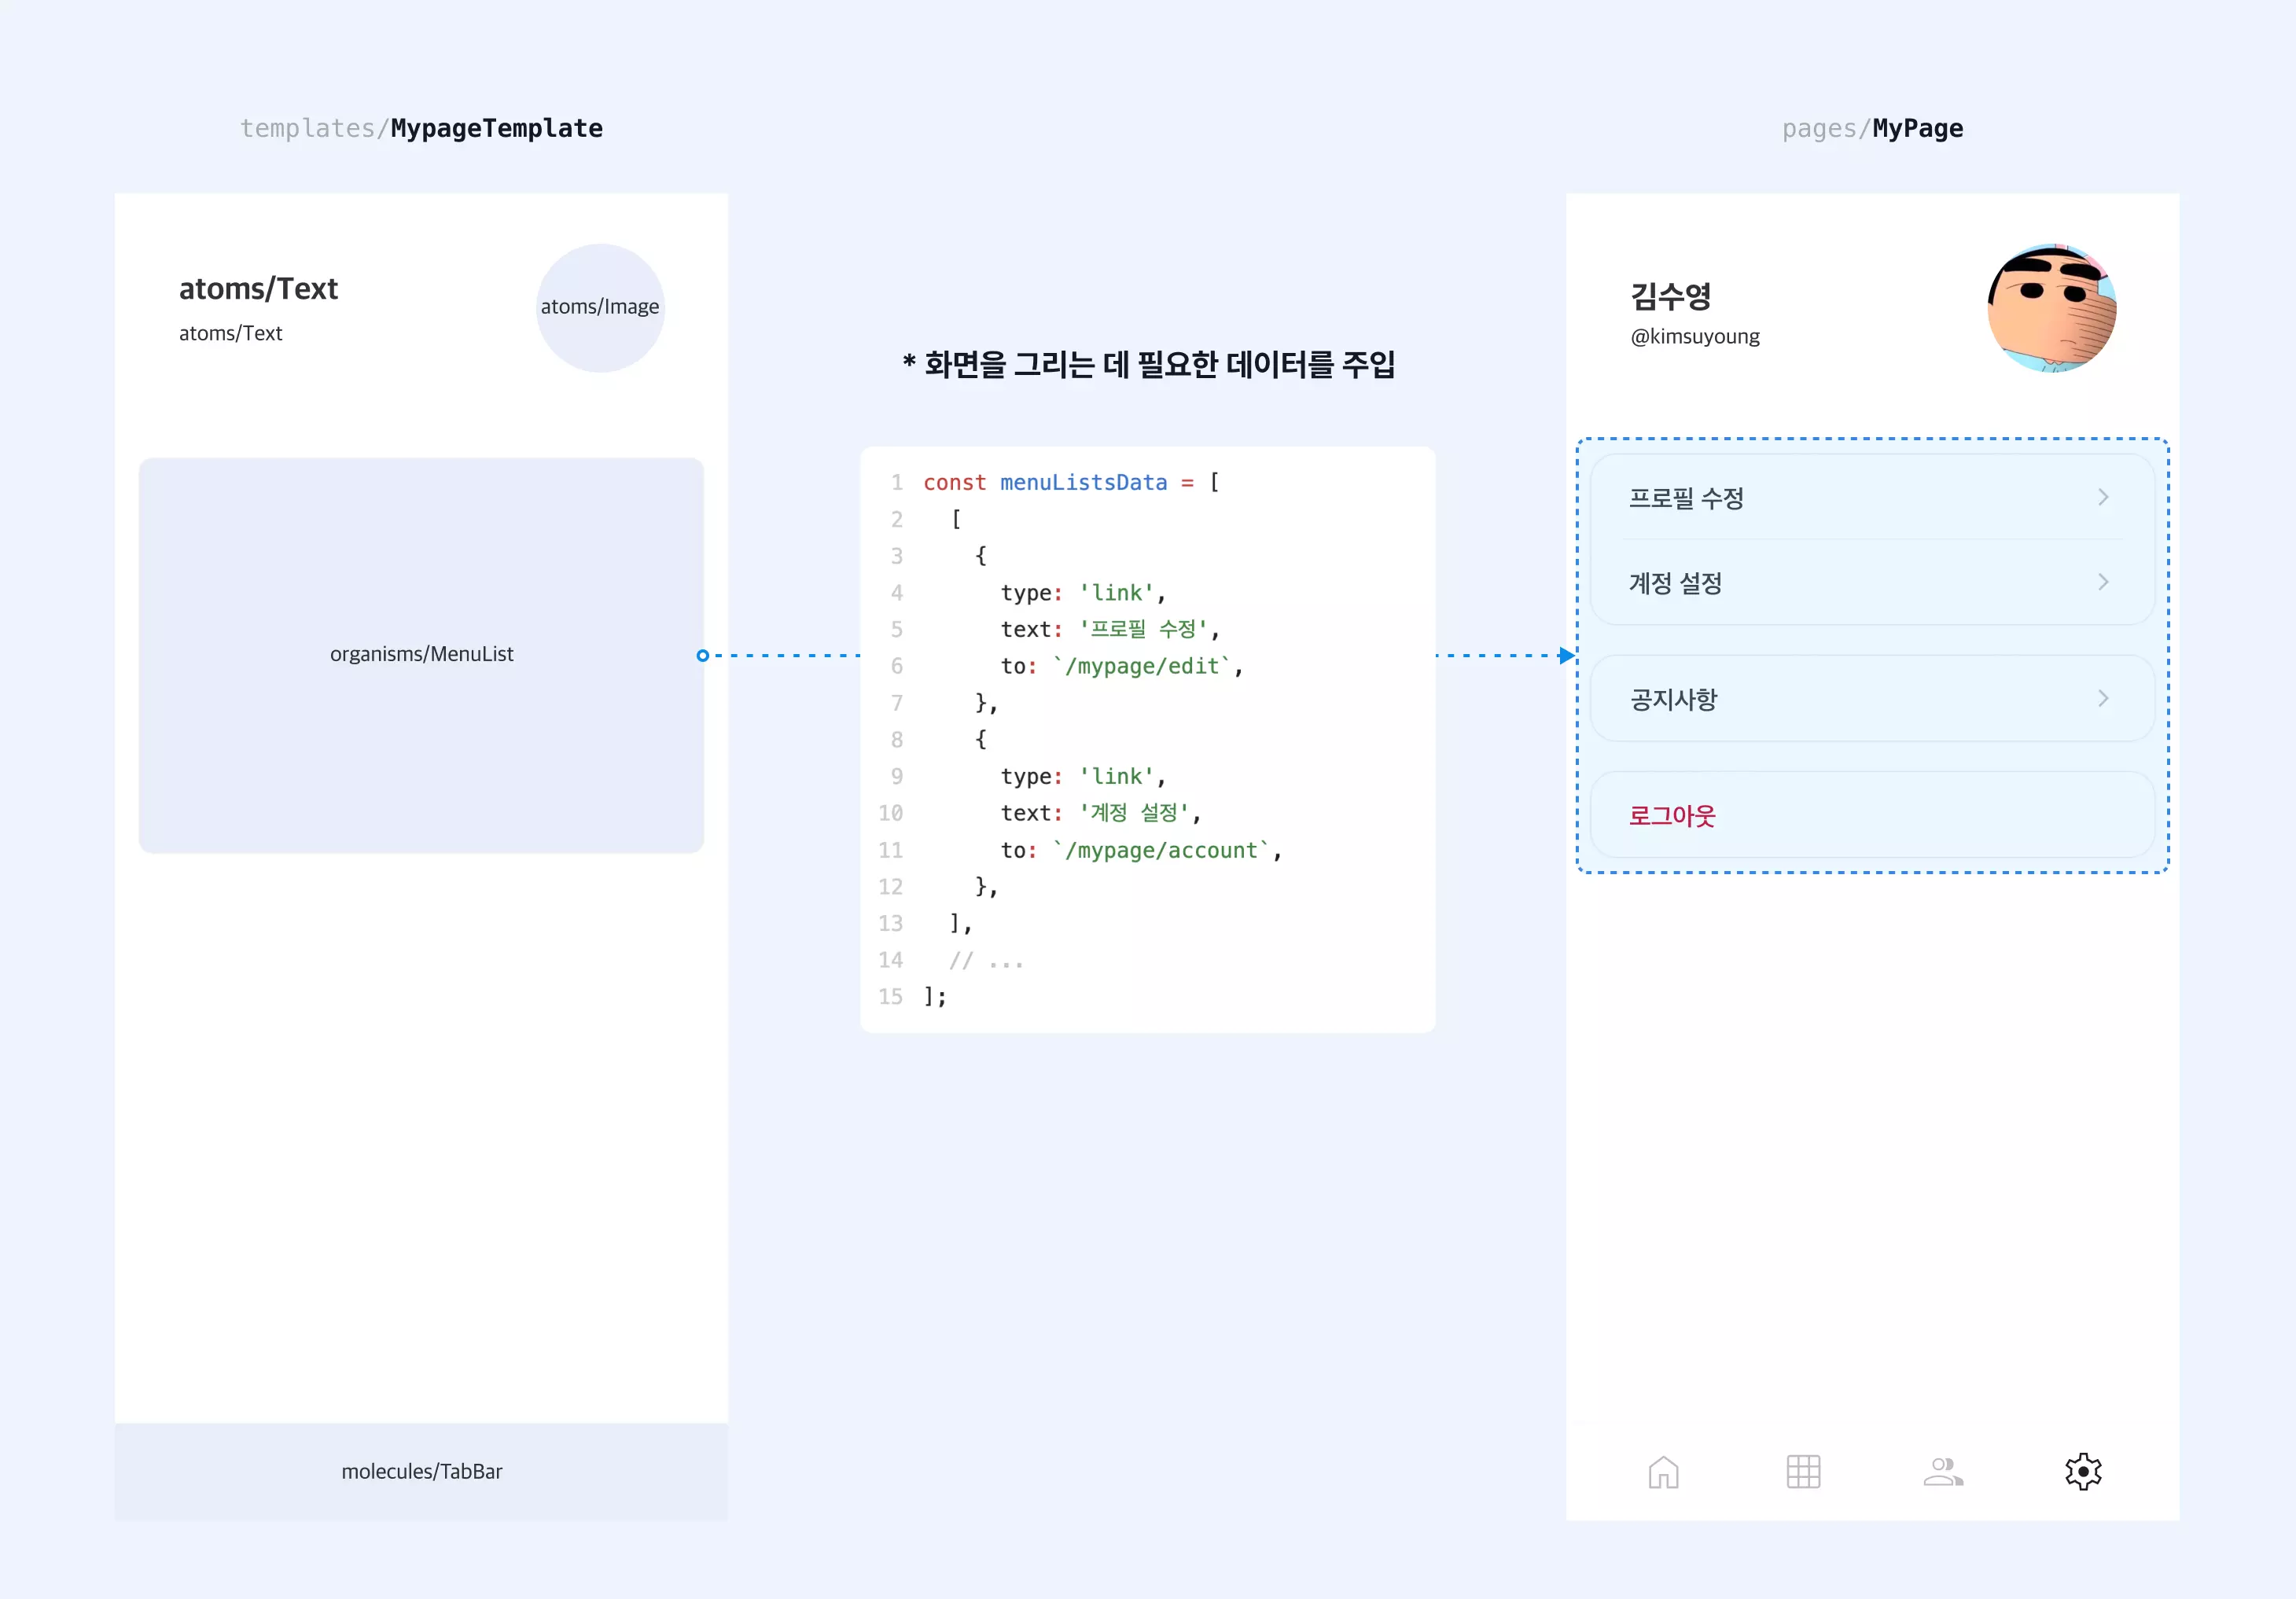 templates/MypageTemplate
atoms/Text
atoms/Text
atoms/Image
organisms/MenuList
molecules/TabBar
* 화면을 그리는 데 필요한 데이터를 주입
1 const menuListsData = [
2 [
3 {
4 type: 'link',
5 text: '프로필 수정',
6 to: `/mypage/edit`,
7 },
8 {
9 type: 'link',
10 text: '계정 설정',
11 to: `/mypage/account`,
12 },
13 ],
14 // ...
15 ];
pages/MyPage
김수영
@kimsuyoung
프로필 수정
계정 설정
공지사항
로그아웃